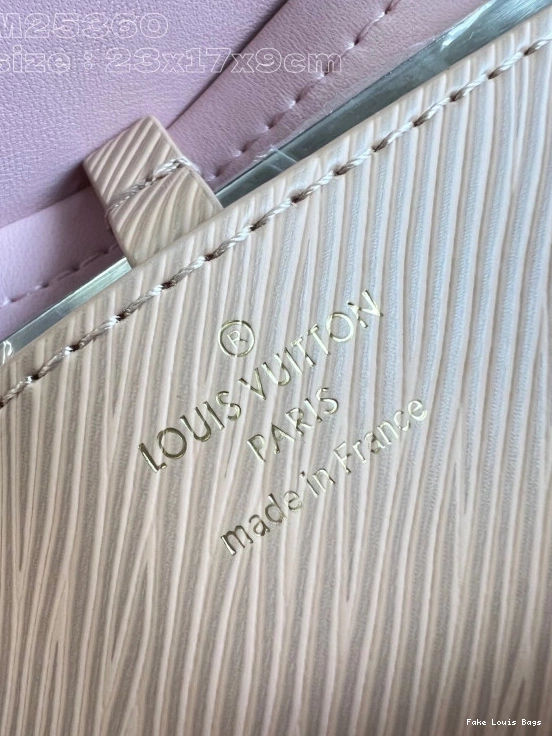 M25360
size : 23x17x9cm
®
LOUIS VUITTON
PARIS
made in France
Fake Louis Bags